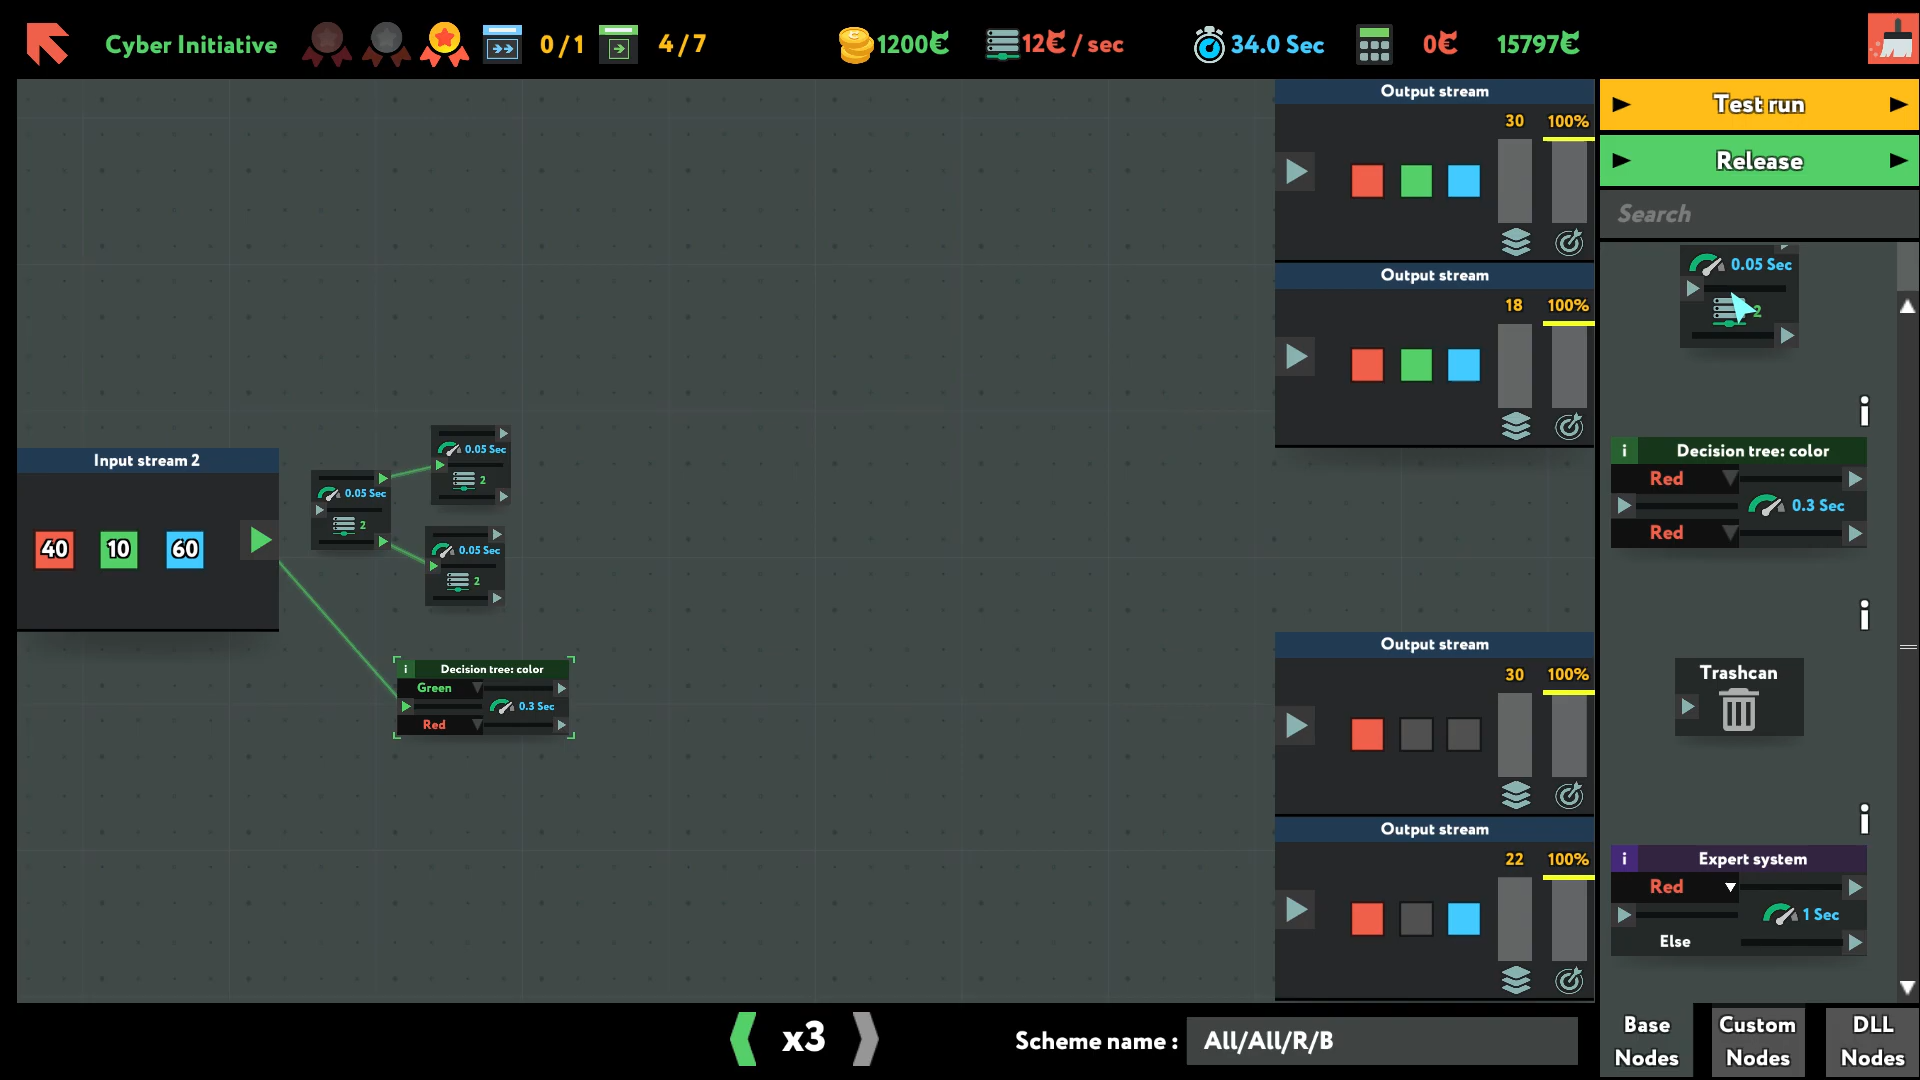 Cyber Initiative
0/1
4/7
1200€
12€/sec
34.0 Sec
0€
15797€
Test run
Release
Search
0.05 Sec
2
Decision tree: color
Red
0.3 Sec
Red
Trashcan
Expert system
Red
1 Sec
Else
Base Nodes
Custom Nodes
DLL Nodes
Output stream
30
100%
Output stream
18
100%
Output stream
30
100%
Output stream
22
100%
Input stream 2
40
10
60
0.05 Sec
2
0.05 Sec
2
0.05 Sec
2
Decision tree: color
Green
0.3 Sec
Red
x3
Scheme name :
All/All/R/B